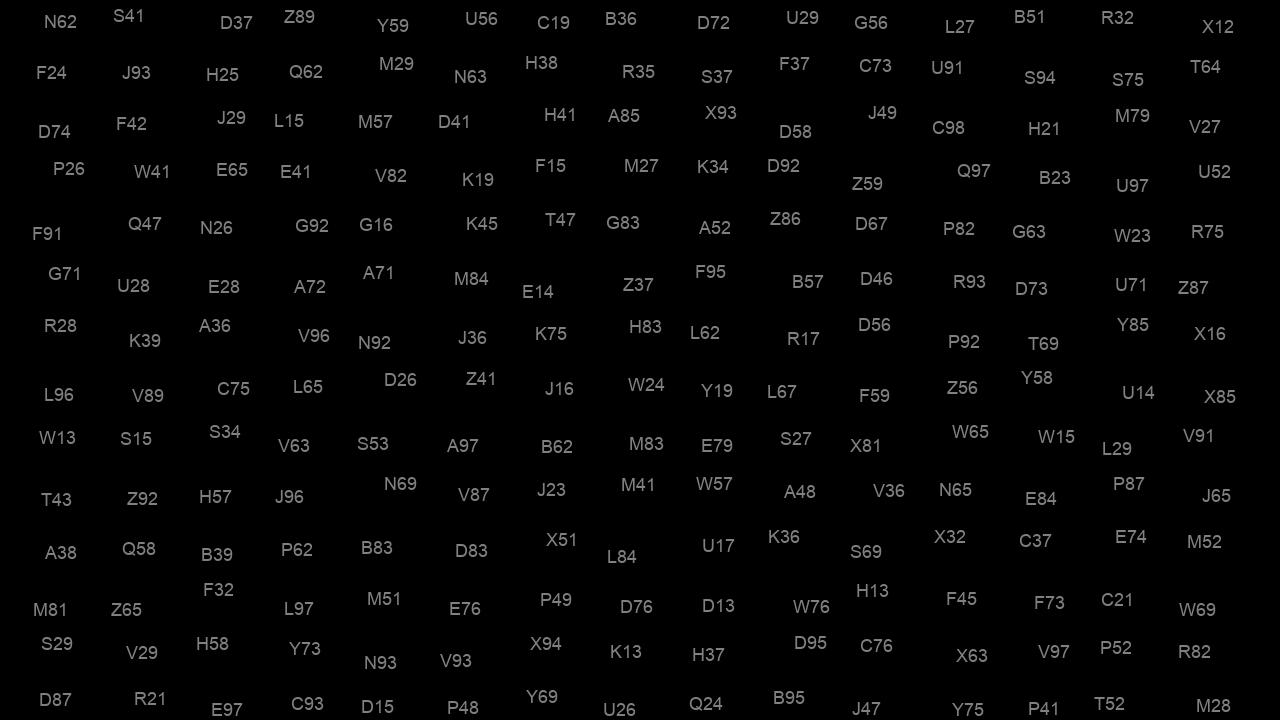 N62 S41 D37 Z89 Y59 U56 C19 B36 D72 U29 G56 L27 B51 R32 X12
F24 J93 H25 Q62 M29 N63 H38 R35 S37 F37 C73 U91 S94 S75 T64
D74 F42 J29 L15 M57 D41 H41 A85 X93 D58 J49 C98 H21 M79 V27
P26 W41 E65 E41 V82 K19 F15 M27 K34 D92 Z59 Q97 B23 U97 U52
F91 Q47 N26 G92 G16 K45 T47 G83 A52 Z86 D67 P82 G63 W23 R75
G71 U28 E28 A72 A71 M84 E14 Z37 F95 B57 D46 R93 D73 U71 Z87
R28 K39 A36 V96 N92 J36 K75 H83 L62 R17 D56 P92 T69 Y85 X16
L96 V89 C75 L65 D26 Z41 J16 W24 Y19 L67 F59 Z56 Y58 U14 X85
W13 S15 S34 V63 S53 A97 B62 M83 E79 S27 X81 W65 W15 L29 V91
T43 Z92 H57 J96 N69 V87 J23 M41 W57 A48 V36 N65 E84 P87 J65
A38 Q58 B39 P62 B83 D83 X51 L84 U17 K36 S69 X32 C37 E74 M52
M81 Z65 F32 L97 M51 E76 P49 D76 D13 W76 H13 F45 F73 C21 W69
S29 V29 H58 Y73 N93 V93 X94 K13 H37 D95 C76 X63 V97 P52 R82
D87 R21 E97 C93 D15 P48 Y69 U26 Q24 B95 J47 Y75 P41 T52 M28